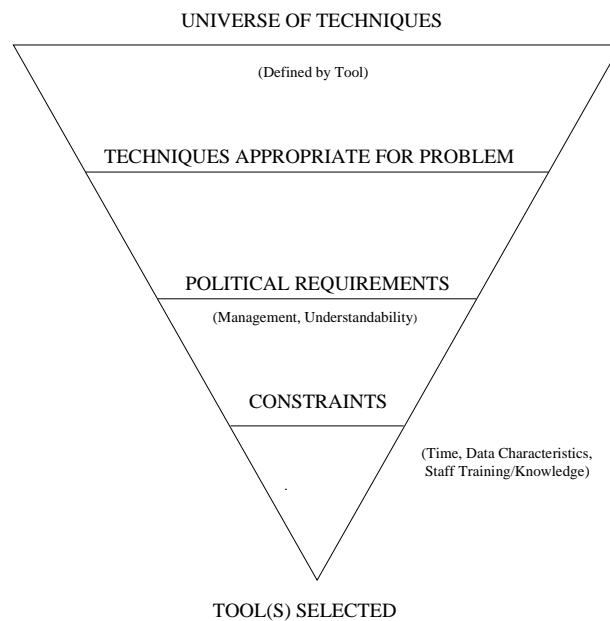 UNIVERSE OF TECHNIQUES
(Defined by Tool)
TECHNIQUES APPROPRIATE FOR PROBLEM
POLITICAL REQUIREMENTS
(Management, Understandability)
CONSTRAINTS
(Time, Data Characteristics,
Staff Training/Knowledge)
TOOL(S) SELECTED